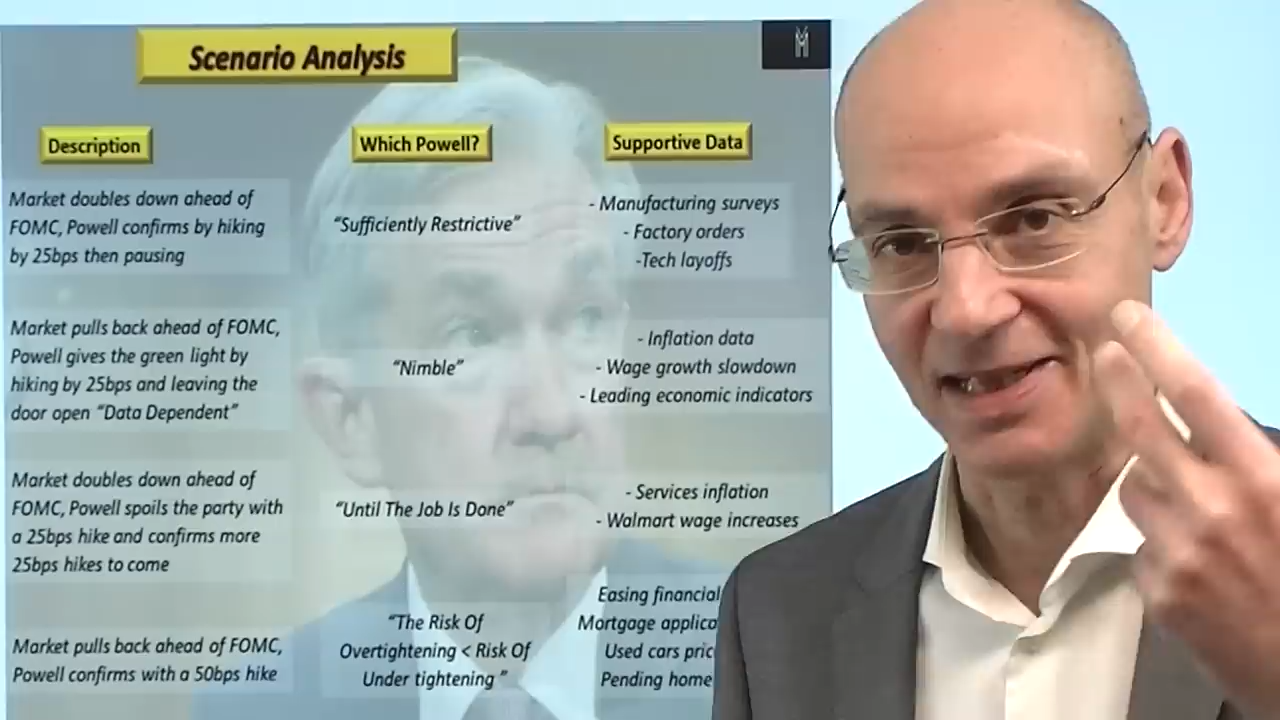 Scenario Analysis
Description
Which Powell?
Supportive Data
Market doubles down ahead of
FOMC, Powell confirms by hiking
by 25bps then pausing
"Sufficiently Restrictive"
- Manufacturing surveys
- Factory orders
-Tech layoffs
Market pulls back ahead of FOMC,
Powell gives the green light by
hiking by 25bps and leaving the
door open "Data Dependent"
"Nimble"
- Inflation data
- Wage growth slowdown
- Leading economic indicators
Market doubles down ahead of
FOMC, Powell spoils the party with
a 25bps hike and confirms more
25bps hikes to come
"Until The Job Is Done"
- Services inflation
- Walmart wage increases
Market pulls back ahead of FOMC,
Powell confirms with a 50bps hike
"The Risk Of
Overtightening < Risk Of
Under tightening "
Easing financial
Mortgage
Used cars
Pending home